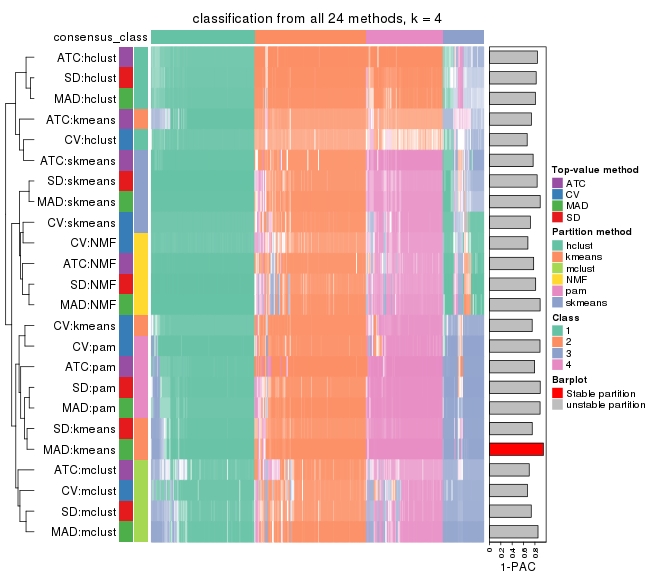 classification from all 24 methods, k = 4
consensus_class
ATC:hclust
SD:hclust
MAD:hclust
ATC:kmeans
CV:hclust
ATC:skmeans
SD:skmeans
MAD:skmeans
CV:skmeans
CV:NMF
ATC:NMF
SD:NMF
MAD:NMF
CV:kmeans
CV:pam
ATC:pam
SD:pam
MAD:pam
SD:kmeans
MAD:kmeans
ATC:mclust
CV:mclust
SD:mclust
MAD:mclust
0
0.2
0.4
0.6
0.8
1-PAC
Top-value method
ATC
CV
MAD
SD
Partition method
hclust
kmeans
mclust
NMF
pam
skmeans
Class
1
2
3
4
Barplot
Stable partition
unstable partition